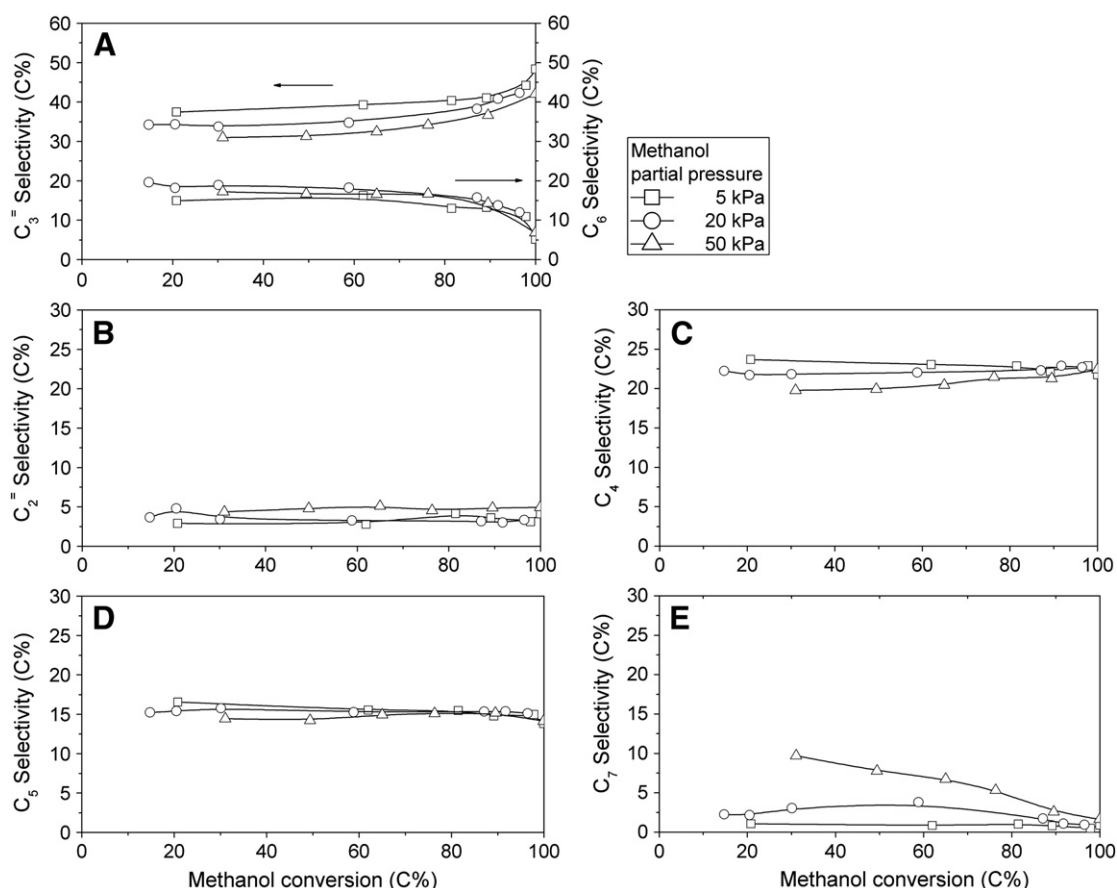 A
60
50
40
30
20
10
0
C3= Selectivity (C%)
60
50
40
30
20
10
0
C6 Selectivity (C%)
0 20 40 60 80 100
Methanol
partial pressure
5 kPa
20 kPa
50 kPa
B
30
25
20
15
10
5
0
C2= Selectivity (C%)
0 20 40 60 80 100
C
30
25
20
15
10
5
0
C4 Selectivity (C%)
0 20 40 60 80 100
D
30
25
20
15
10
5
0
C5 Selectivity (C%)
0 20 40 60 80 100
Methanol conversion (C%)
E
30
25
20
15
10
5
0
C7 Selectivity (C%)
0 20 40 60 80 100
Methanol conversion (C%)